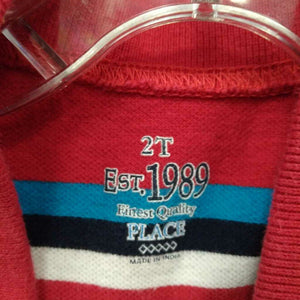 2T
EST. 1989
Finest Quality
PLACE
MADE IN INDIA